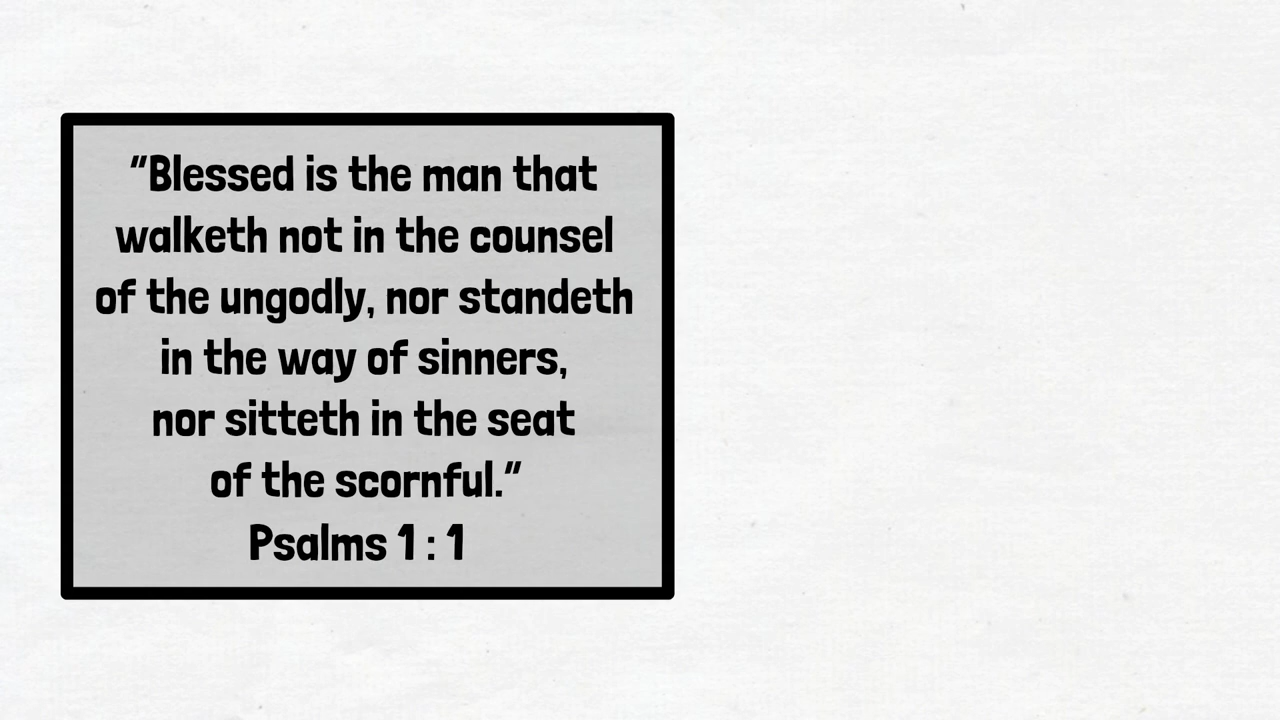 "Blessed is the man that
walketh not in the counsel
of the ungodly, nor standeth
in the way of sinners,
nor sitteth in the seat
of the scornful."
Psalms 1 : 1